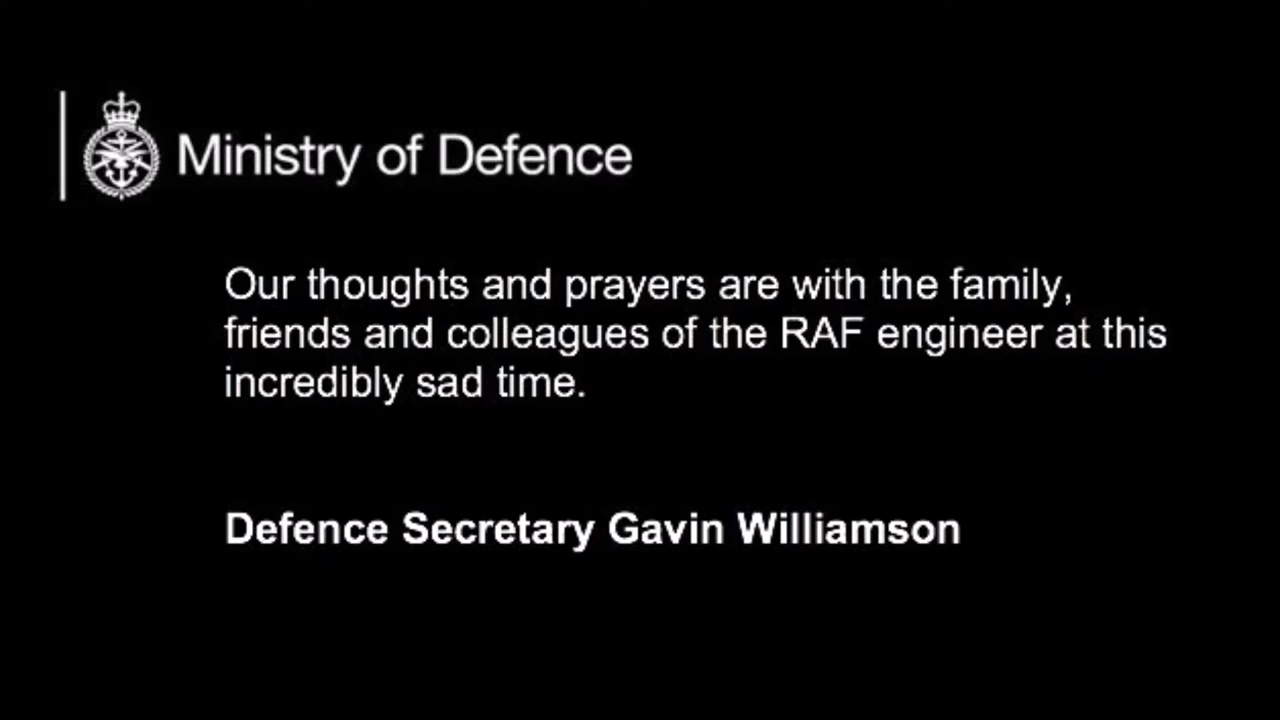 Ministry of Defence
Our thoughts and prayers are with the family,
friends and colleagues of the RAF engineer at this
incredibly sad time.
Defence Secretary Gavin Williamson